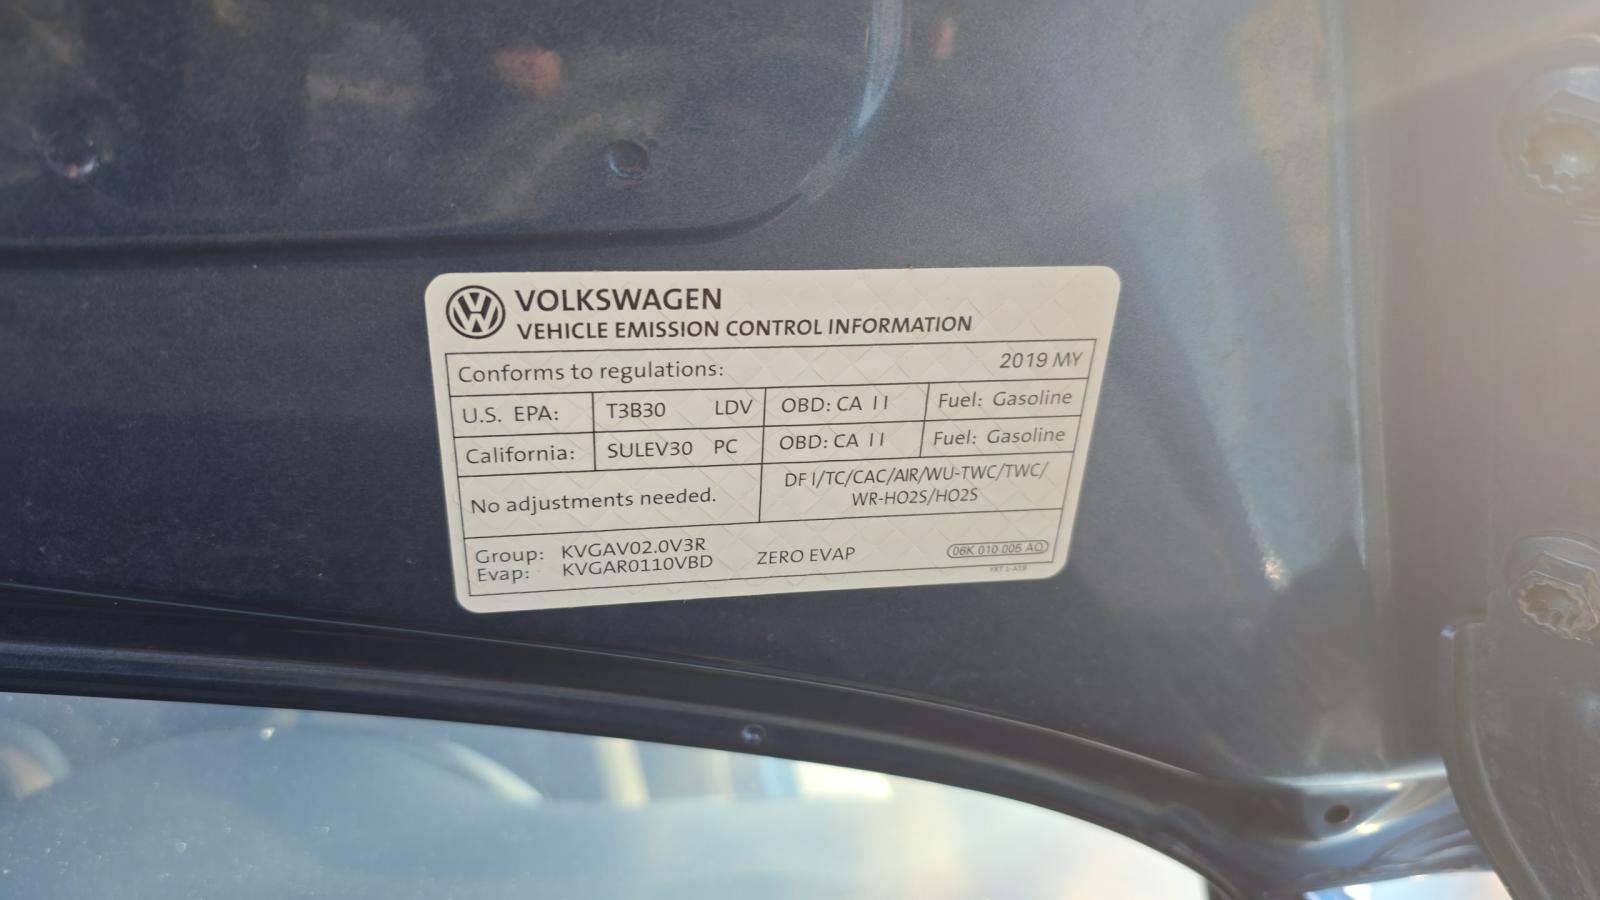 VOLKSWAGEN
VEHICLE EMISSION CONTROL INFORMATION
Conforms to regulations: 2019 MY
U.S. EPA: T3B30 LDV OBD: CA II Fuel: Gasoline
California: SULEV30 PC OBD: CA II Fuel: Gasoline
No adjustments needed.
DFI/TC/CAC/AIR/WU-TWC/TWC/
WR-HO2S/HO2S
Group: KVGAV02.0V3R
Evap: KVGAR0110VBD
ZERO EVAP
06K 010 006